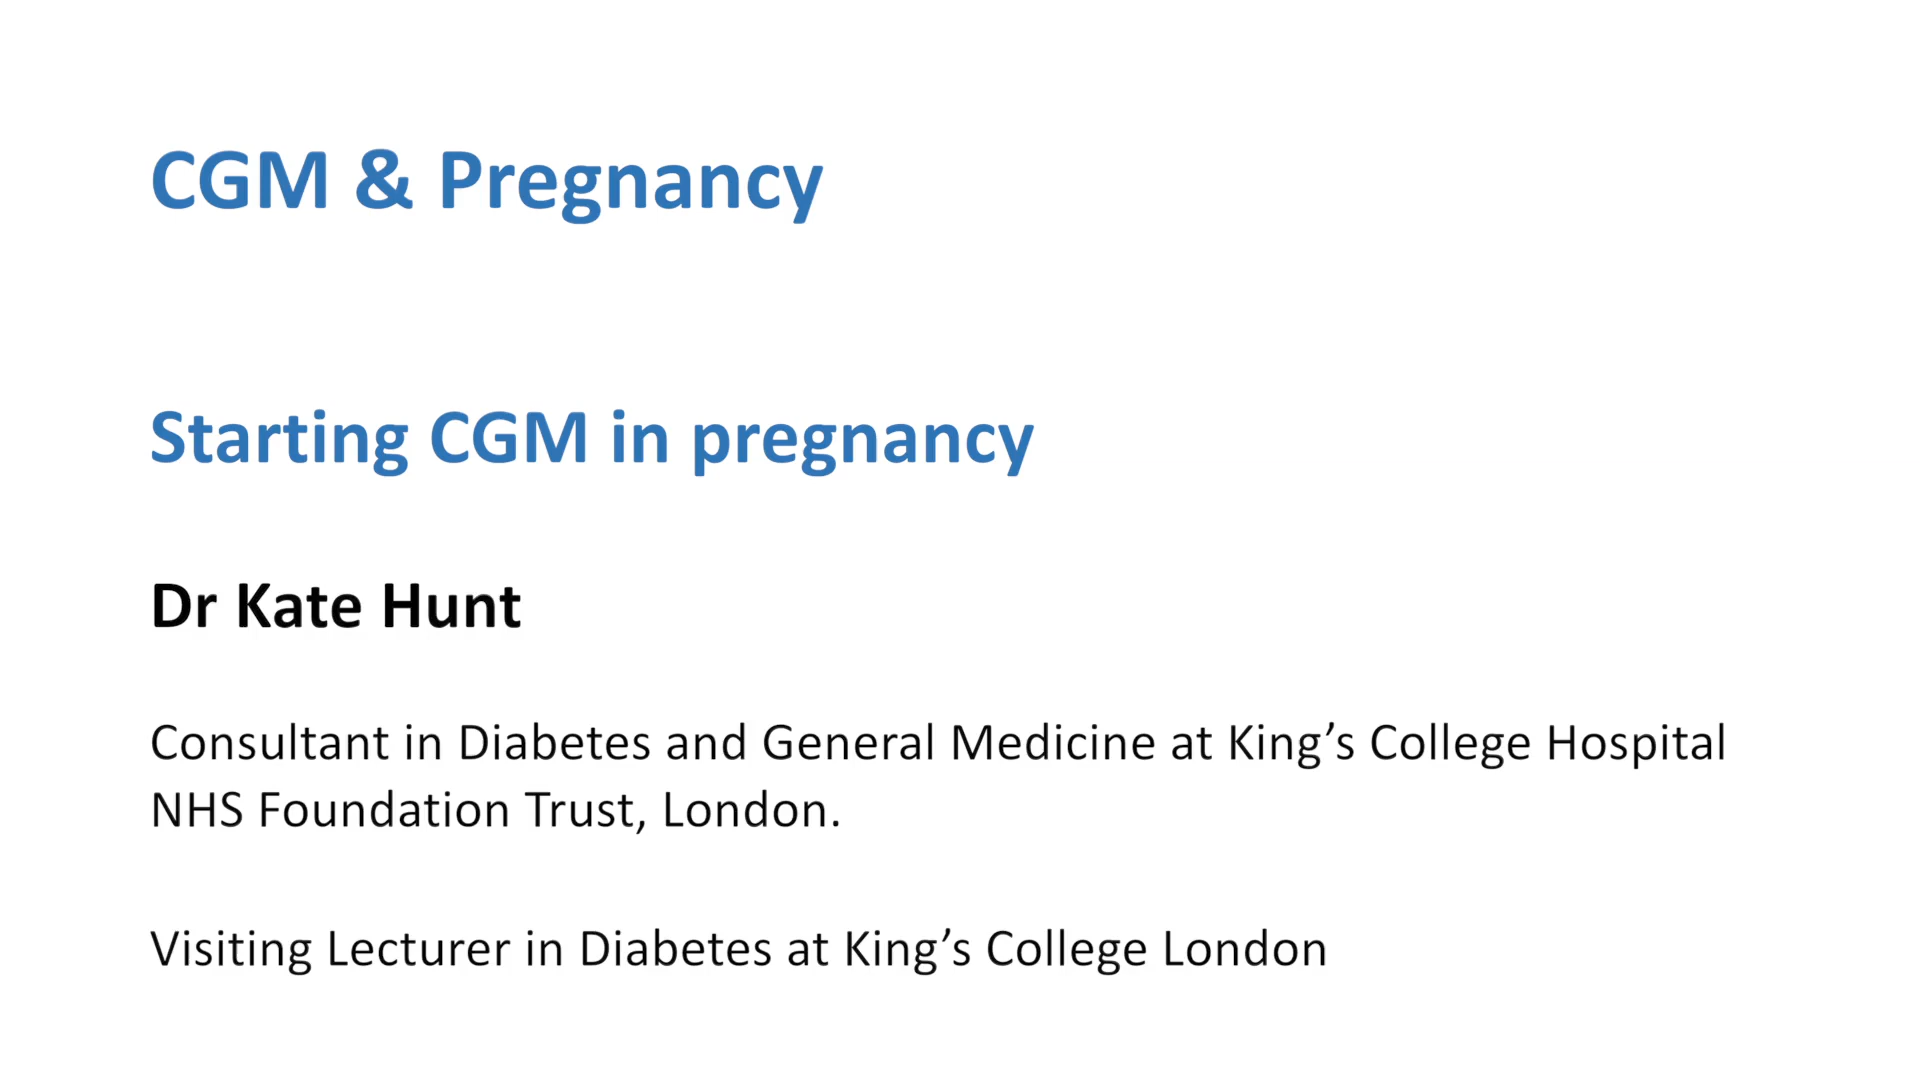 CGM & Pregnancy
Starting CGM in pregnancy
Dr Kate Hunt
Consultant in Diabetes and General Medicine at King’s College Hospital
NHS Foundation Trust, London.
Visiting Lecturer in Diabetes at King’s College London